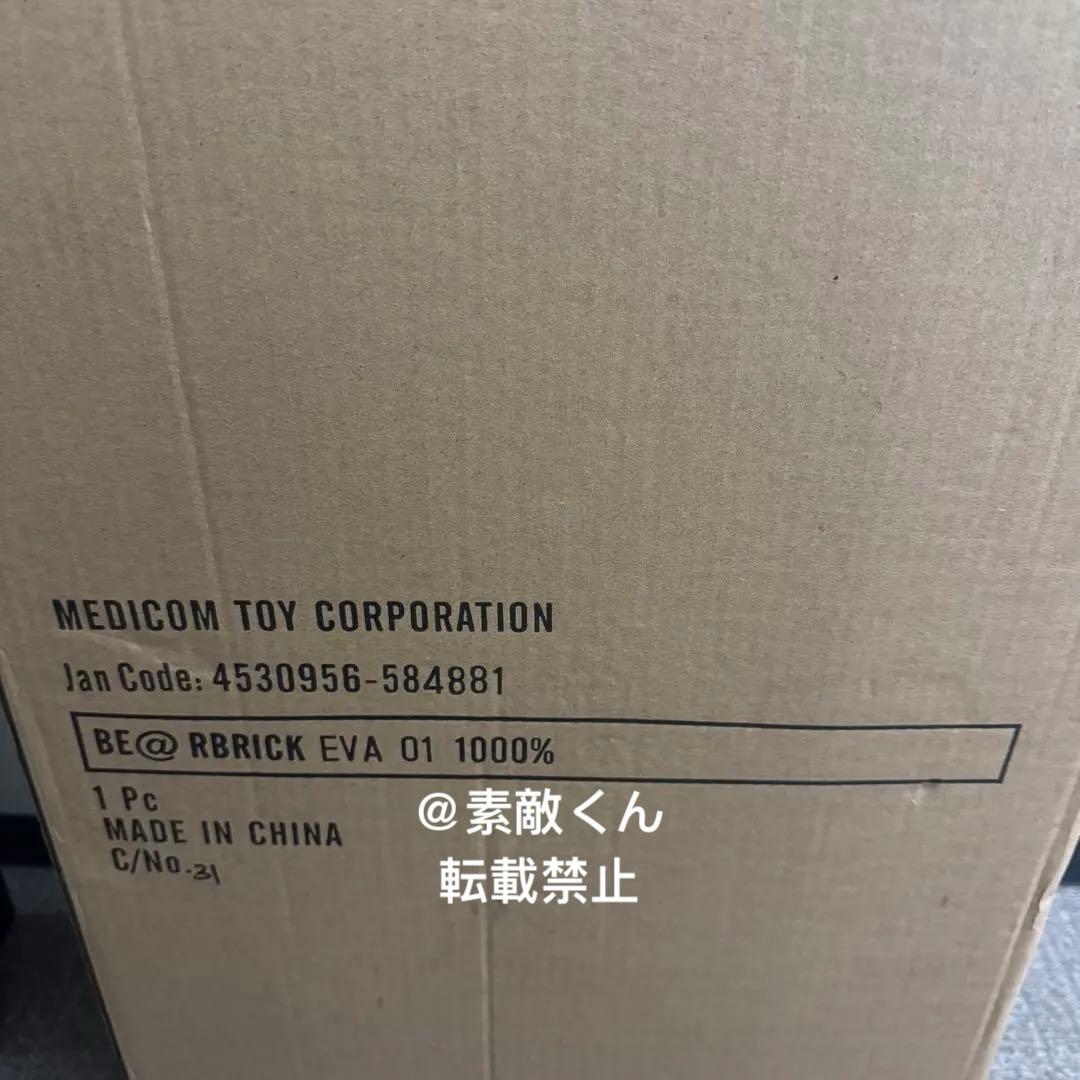 MEDICOM TOY CORPORATION
Jan Code: 4530956-584881
BE@RBRICK EVA 01 1000%
1 Pc
MADE IN CHINA
C/No.31
@素敵くん
転載禁止